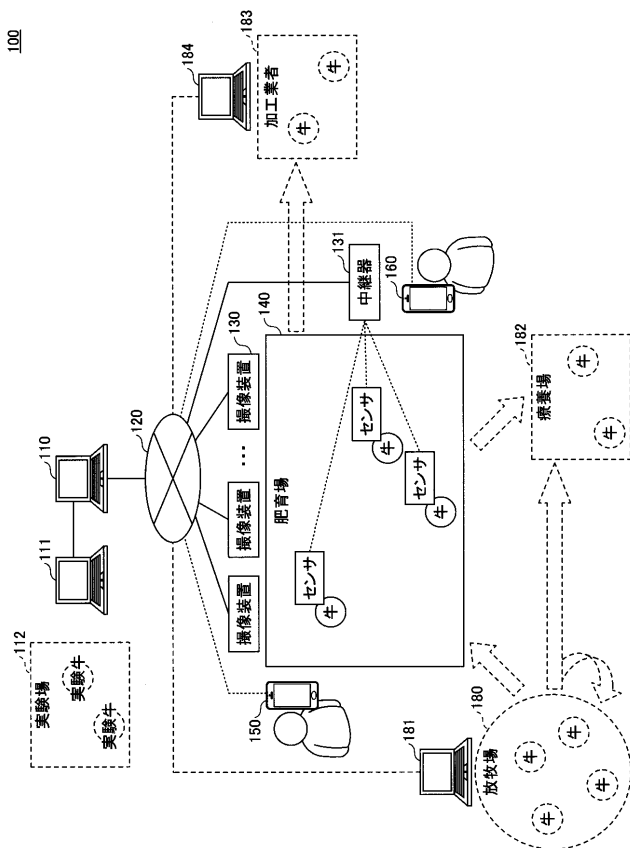 100
実験場
112
実験牛
実験牛
111
110
120
184
183
加工業者
牛
牛
撮像装置
撮像装置
・・・
撮像装置
130
140
131
中継器
160
150
肥育場
センサ
牛
センサ
牛
センサ
牛
182
療養場
牛
牛
181
180
放牧場
牛
牛
牛
牛